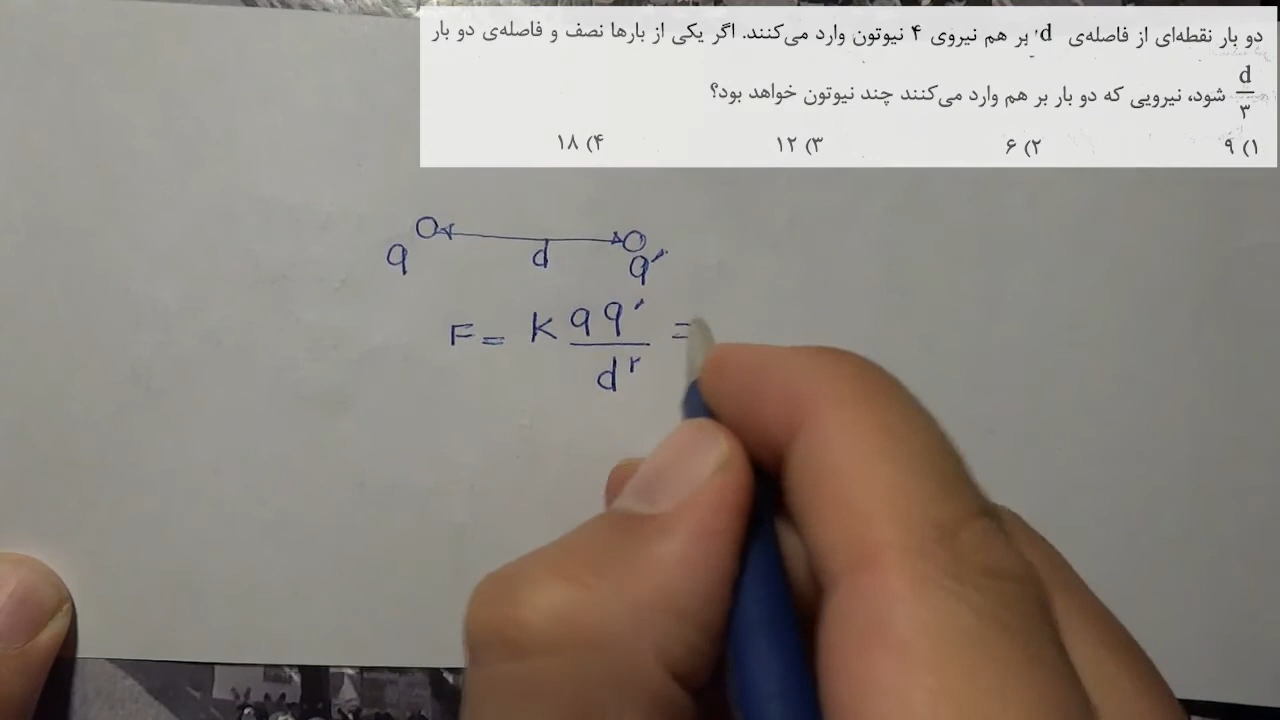 دو بار نقطه‌ای از فاصله‌ی d بر هم نیروی ۴ نیوتون وارد می‌کنند. اگر یکی از بارها نصف و فاصله‌ی دو بار
d/۳ شود، نیرویی که دو بار بر هم وارد می‌کنند چند نیوتون خواهد بود؟
۱) ۹ ۲) ۶ ۳) ۱۲ ۴) ۱۸
q d q′
F = K qq′/d² =